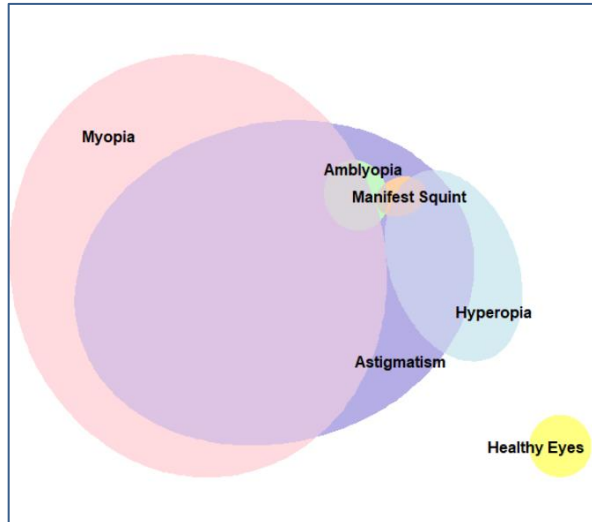 Myopia
Amblyopia
Manifest Squint
Hyperopia
Astigmatism
Healthy Eyes